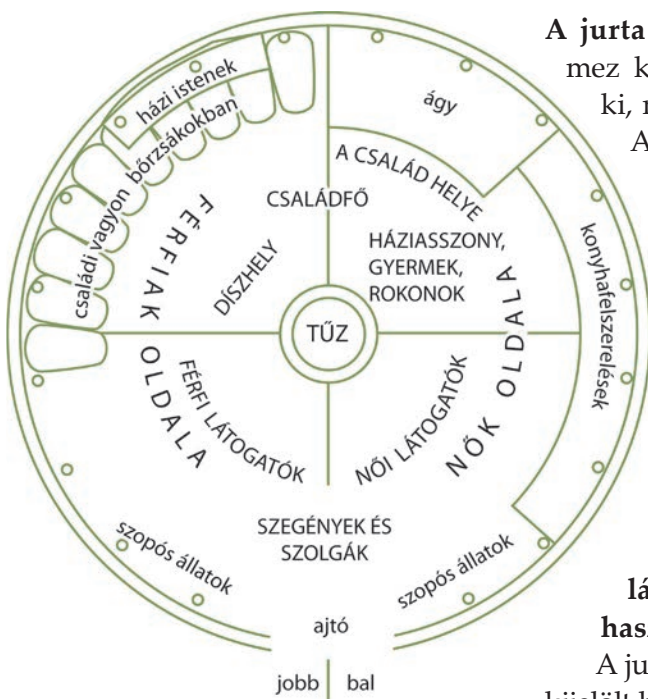 A jurta
mez k
ki,
A
házi istenek
családi vagyon bőrzsákokban
ágy
A CSALÁD HELYE
CSALÁDFŐ
DÍSZHELY
FÉRFIAK OLDALA
HÁZIASSZONY,
GYERMEK,
ROKONOK
NŐK OLDALA
konyhafelszerelések
TŰZ
FÉRFI LÁTOGATÓK
NŐI LÁTOGATÓK
SZEGÉNYEK ÉS
SZOLGÁK
szopós állatok
szopós állatok
ajtó
jobb bal
lá
hasz
A ju